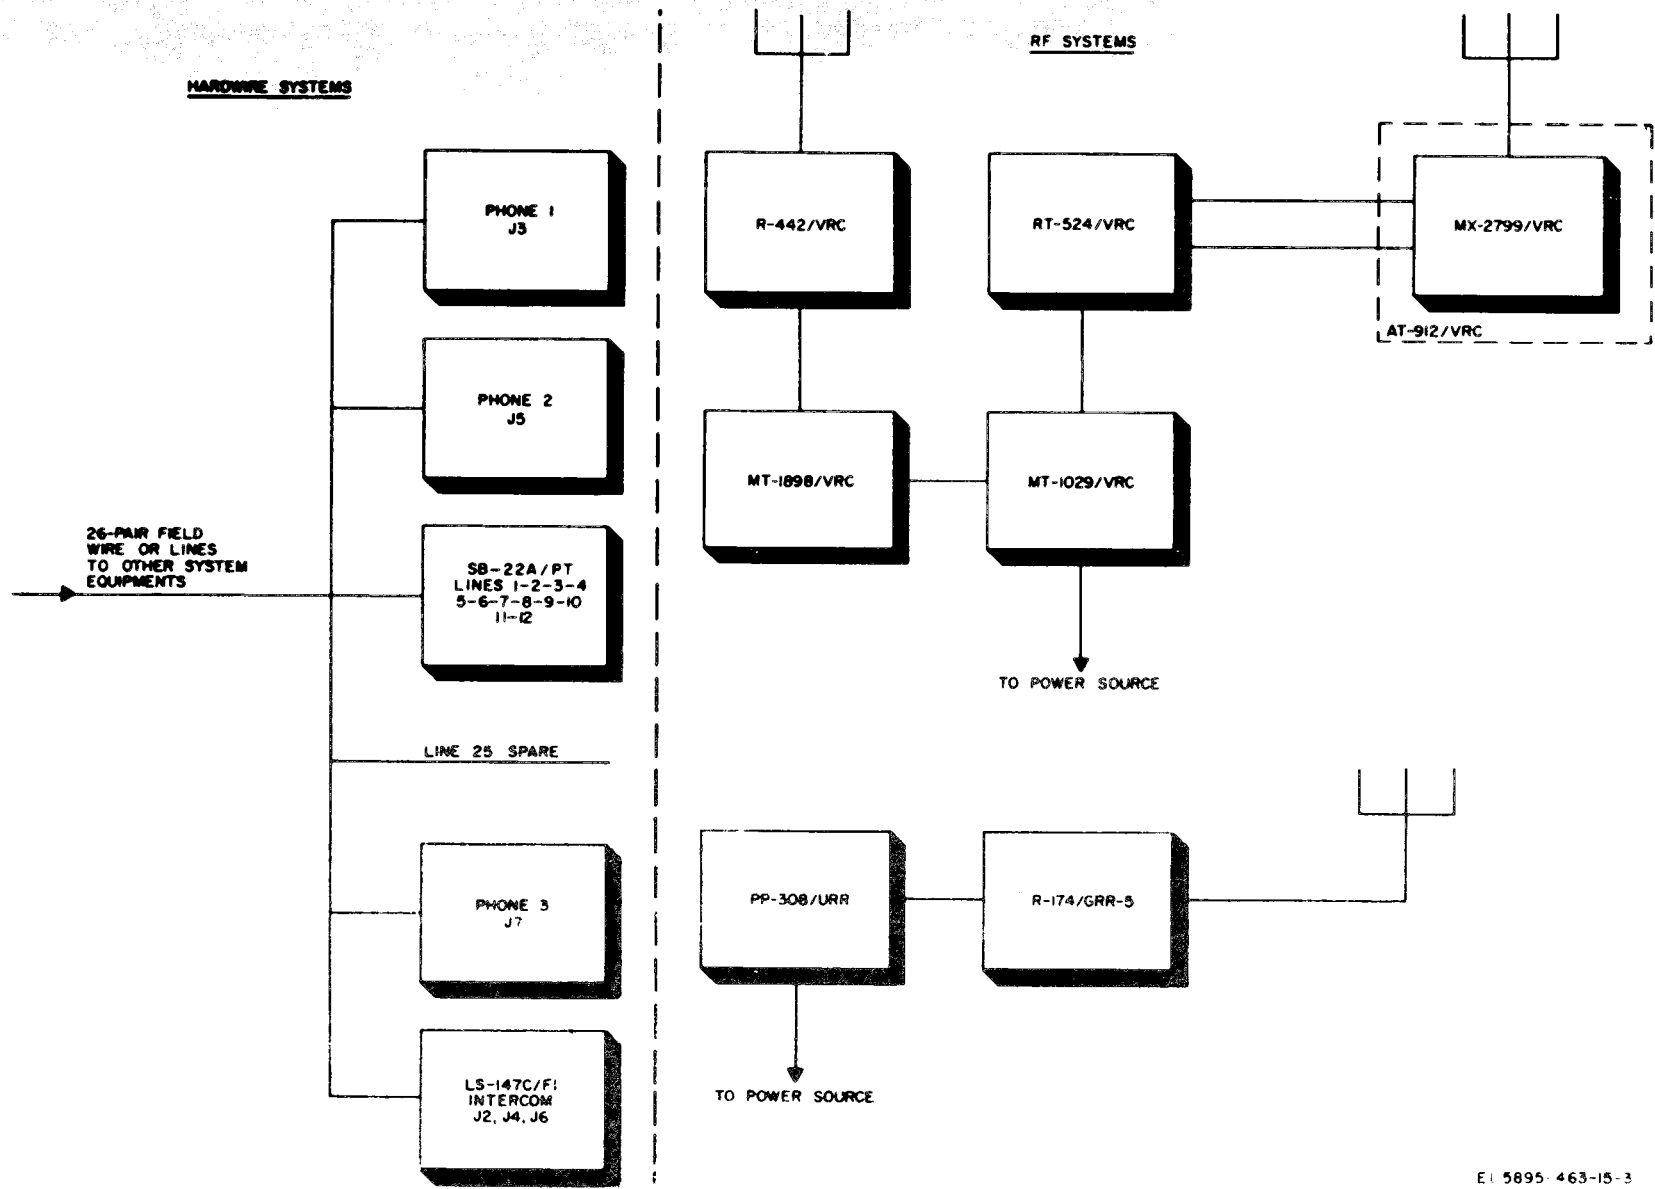 HARDWIRE SYSTEMS
PHONE 1
J3
PHONE 2
J5
26-PAIR FIELD
WIRE OR LINES
TO OTHER SYSTEM
EQUIPMENTS
SB-22A/PT
LINES 1-2-3-4
5-6-7-8-9-10
11-12
LINE 25 SPARE
PHONE 3
J7
LS-147C/FI
INTERCOM
J2, J4, J6
RF SYSTEMS
R-442/VRC
RT-524/VRC
MX-2799/VRC
AT-912/VRC
MT-1898/VRC
MT-1029/VRC
TO POWER SOURCE
PP-308/URR
R-174/GRR-5
TO POWER SOURCE
EL 5895-463-15-3